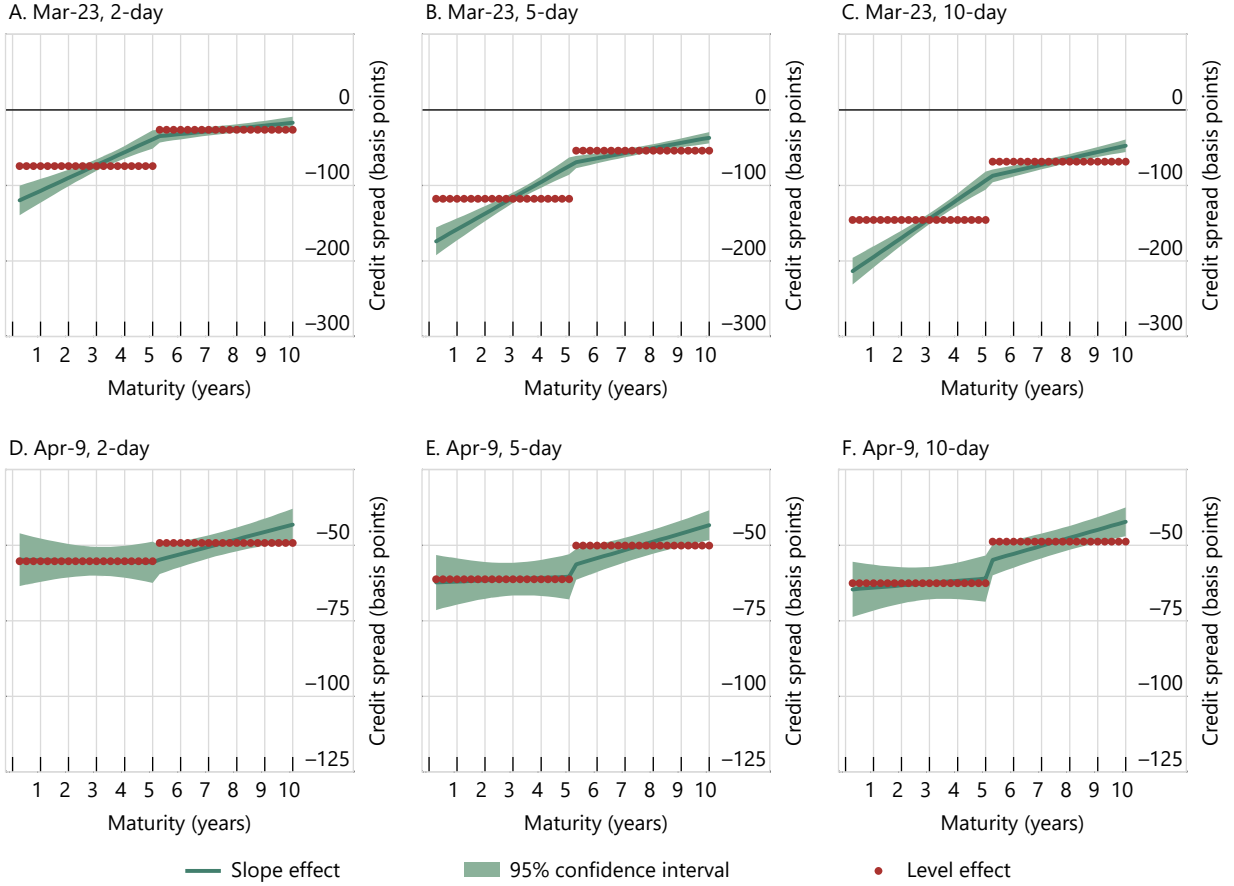 A. Mar-23, 2-day
B. Mar-23, 5-day
C. Mar-23, 10-day
0
−100
−200
−300
Credit spread (basis points)
1 2 3 4 5 6 7 8 9 10
Maturity (years)
0
−100
−200
−300
Credit spread (basis points)
1 2 3 4 5 6 7 8 9 10
Maturity (years)
0
−100
−200
−300
Credit spread (basis points)
1 2 3 4 5 6 7 8 9 10
Maturity (years)
D. Apr-9, 2-day
E. Apr-9, 5-day
F. Apr-9, 10-day
−50
−75
−100
−125
Credit spread (basis points)
1 2 3 4 5 6 7 8 9 10
Maturity (years)
−50
−75
−100
−125
Credit spread (basis points)
1 2 3 4 5 6 7 8 9 10
Maturity (years)
−50
−75
−100
−125
Credit spread (basis points)
1 2 3 4 5 6 7 8 9 10
Maturity (years)
Slope effect
95% confidence interval
Level effect